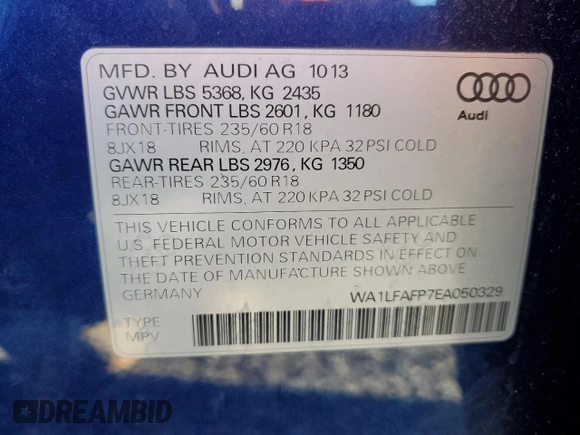 MFD. BY AUDI AG 10 13
GVWR LBS 5368, KG 2435
GAWR FRONT LBS 2601, KG 1180
FRONT-TIRES 235/60 R18
8JX18 RIMS, AT 220 KPA 32 PSI COLD
GAWR REAR LBS 2976, KG 1350
REAR-TIRES 235/60 R18
8JX18 RIMS, AT 220 KPA 32 PSI COLD
Audi
THIS VEHICLE CONFORMS TO ALL APPLICABLE
U.S. FEDERAL MOTOR VEHICLE SAFETY AND
THEFT PREVENTION STANDARDS IN EFFECT ON
THE DATE OF MANUFACTURE SHOWN ABOVE.
GERMANY
WA1LFAFP7EA050329
TYPE
MPV
DREAMBID